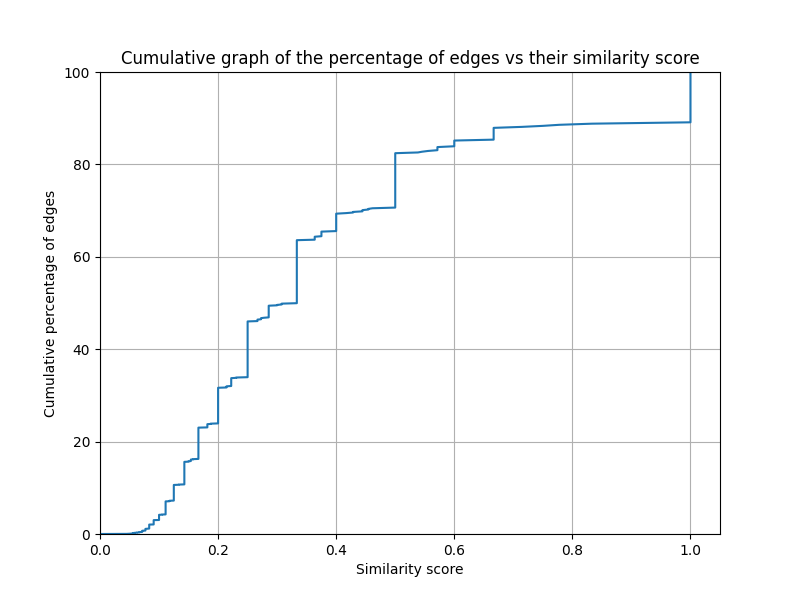 Cumulative graph of the percentage of edges vs their similarity score
100
80
60
40
20
0
Cumulative percentage of edges
0.0 0.2 0.4 0.6 0.8 1.0
Similarity score